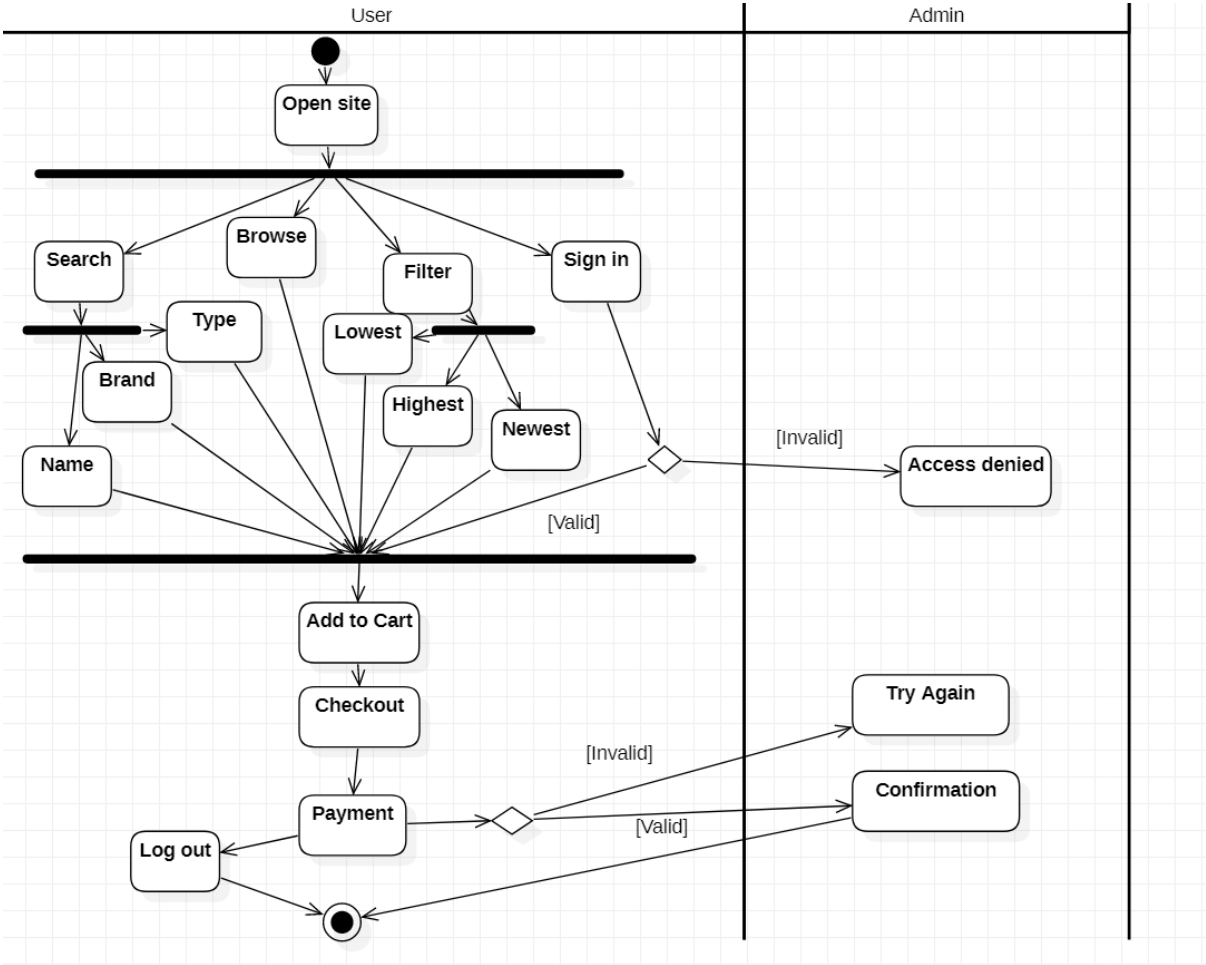 User
Admin
Open site
Search
Browse
Filter
Sign in
Type
Lowest
Brand
Highest
Newest
Name
[Invalid]
Access denied
[Valid]
Add to Cart
Checkout
Try Again
[Invalid]
Payment
Confirmation
[Valid]
Log out